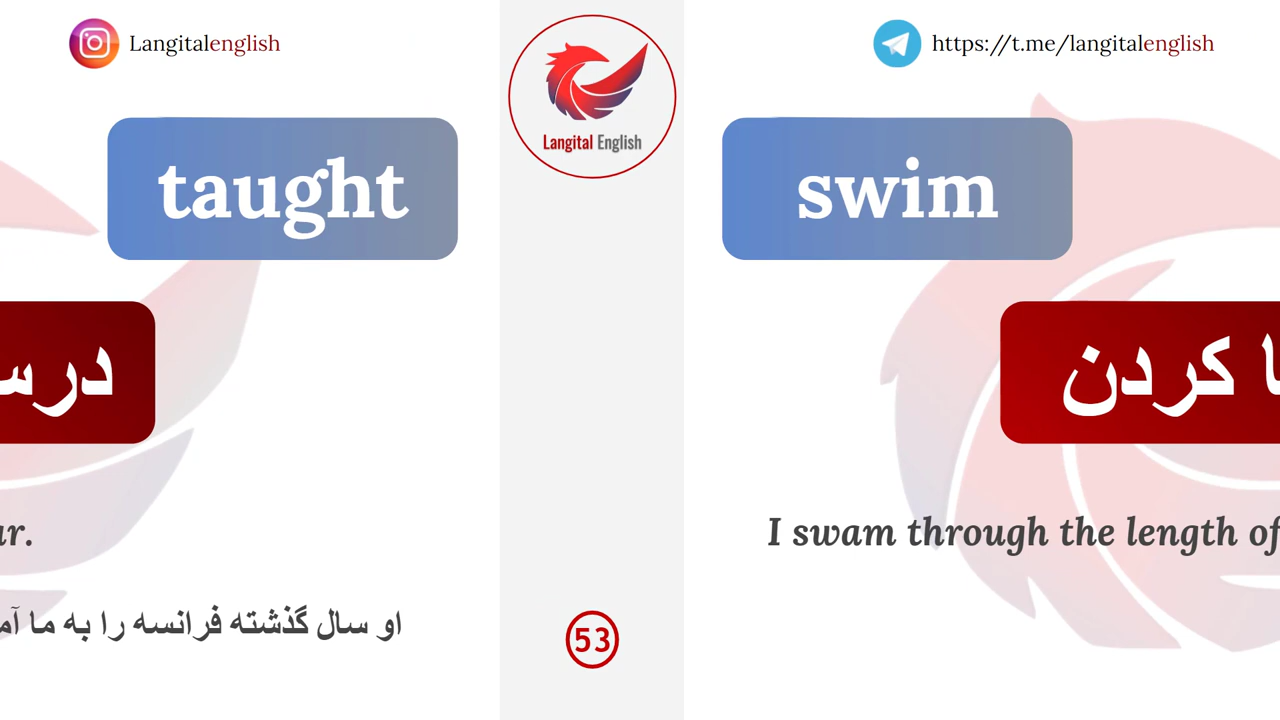 Langitalenglish
taught
ar.
او سال گذشته فرانسه را به ما
Langital English
53
https://t.me/langitalenglish
swim
کردن
I swam through the length of